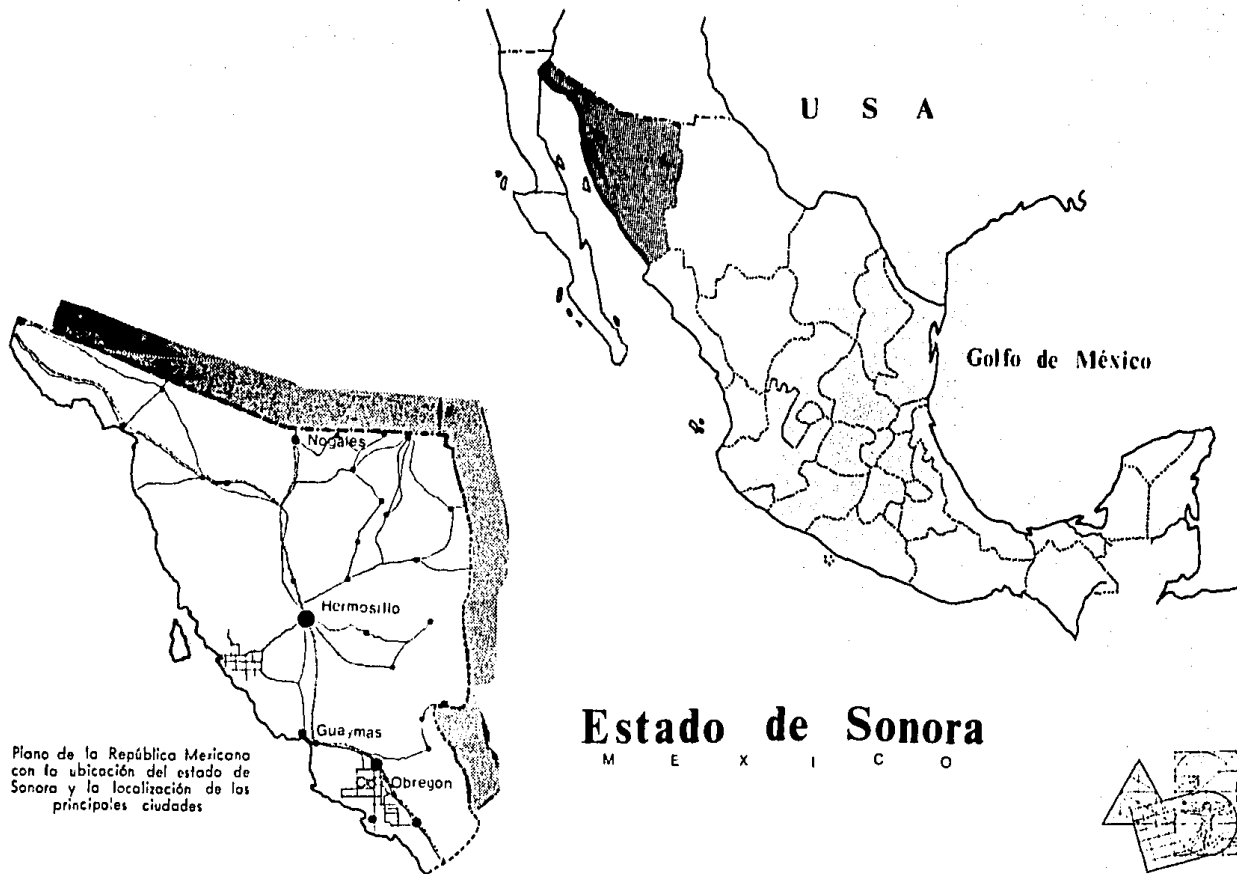 U S A
Golfo de México
Nogales
Hermosillo
Guaymas
Cd. Obregon
Estado de Sonora
M E X I C O
Plano de la República Mexicana
con la ubicación del estado de
Sonora y la localización de las
principales ciudades